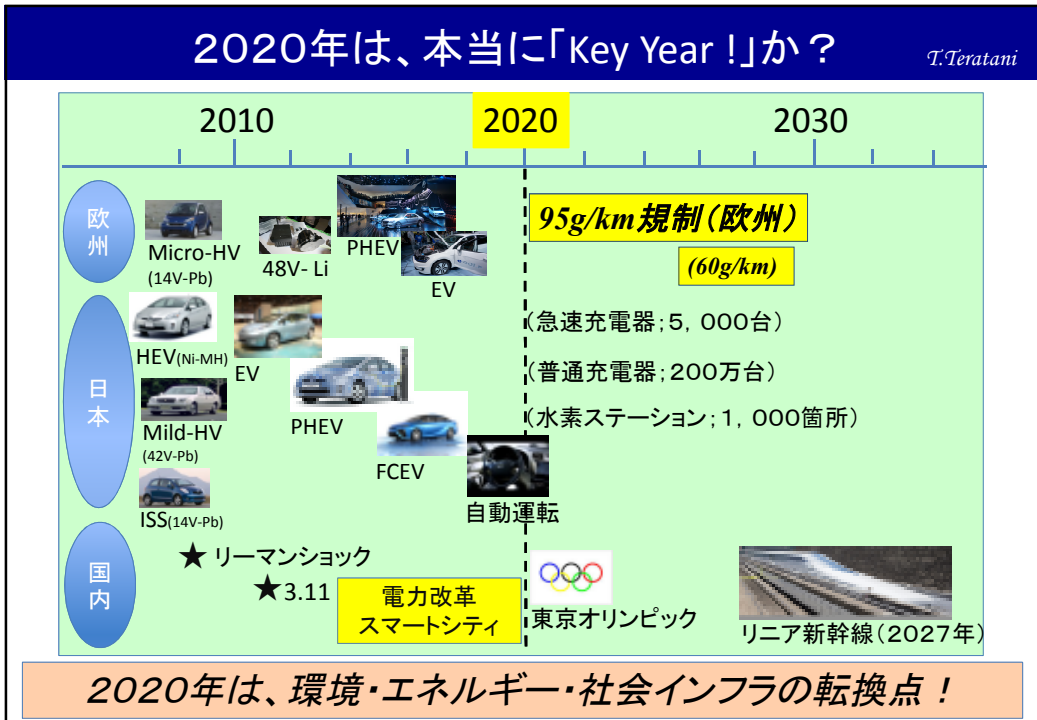 2020年は、本当に「Key Year !」か？
T.Teratani
2010
2020
2030
欧州
Micro-HV
(14V-Pb)
48V- Li
PHEV
EV
95g/km規制(欧州)
(60g/km)
日本
HEV(Ni-MH)
EV
Mild-HV
(42V-Pb)
PHEV
FCEV
ISS(14V-Pb)
自動運転
(急速充電器；5，000台)
(普通充電器；200万台)
(水素ステーション；1，000箇所)
国内
★ リーマンショック
★3.11
電力改革
スマートシティ
東京オリンピック
リニア新幹線(2027年)
2020年は、環境・エネルギー・社会インフラの転換点！